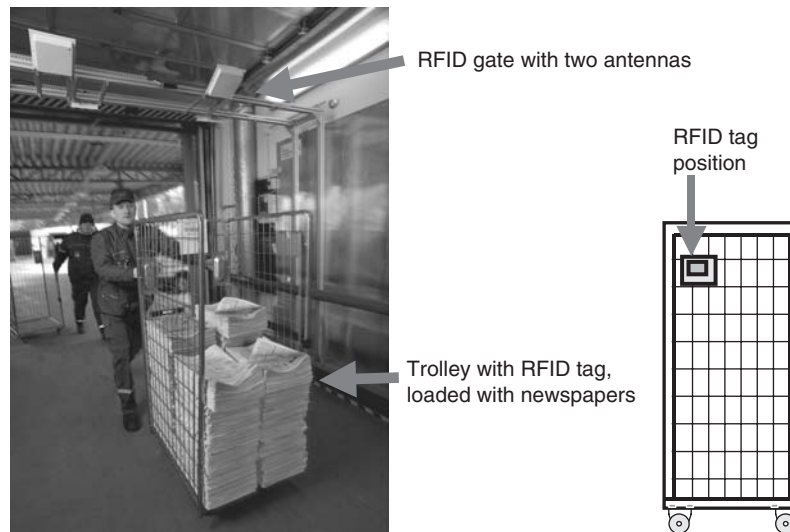 RFID gate with two antennas
RFID tag
position
Trolley with RFID tag,
loaded with newspapers